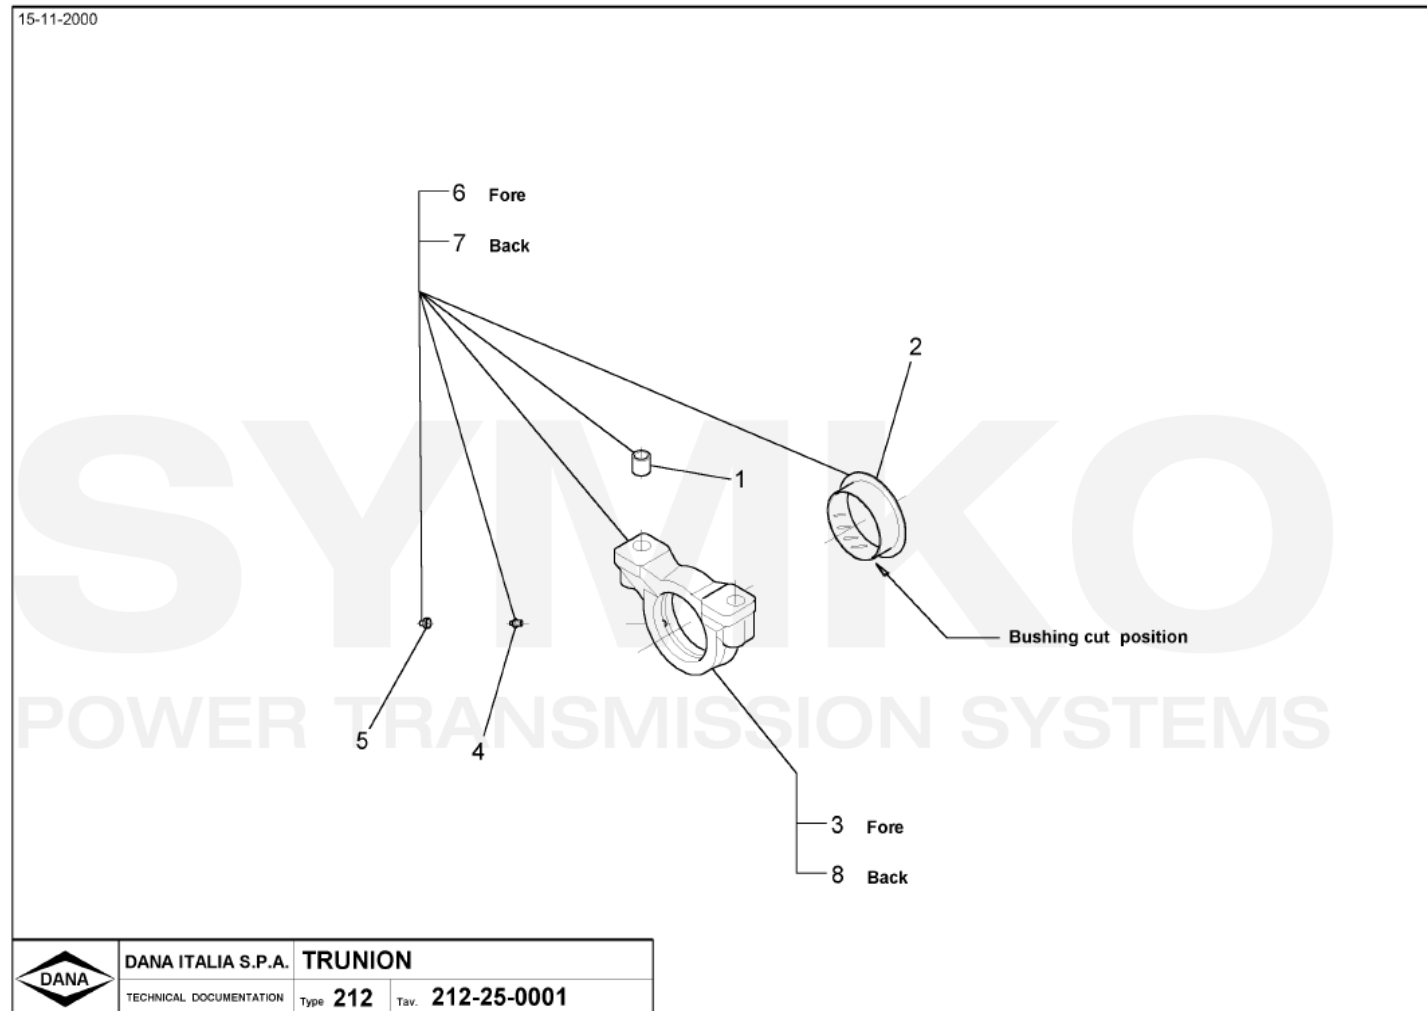 15-11-2000
6 Fore
7 Back
2
1
Bushing cut position
5
4
3 Fore
8 Back
SYMKO
POWER TRANSMISSION SYSTEMS
DANA
DANA ITALIA S.P.A.
TRUNION
TECHNICAL DOCUMENTATION
Type 212
Tav. 212-25-0001